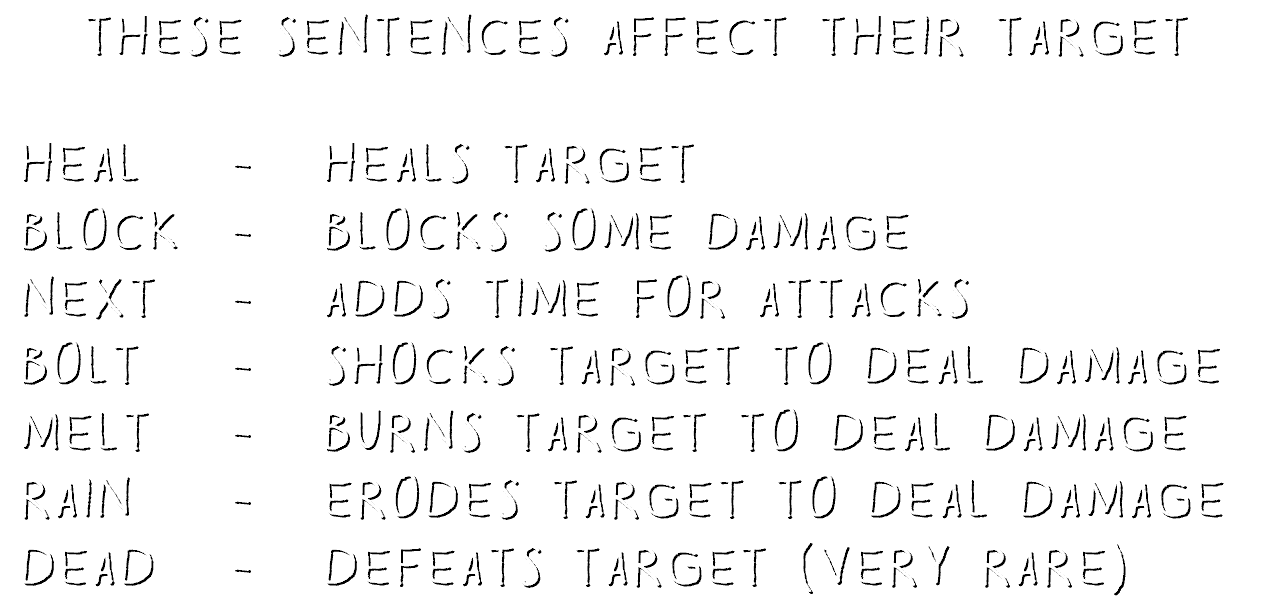 THESE SENTENCES AFFECT THEIR TARGET
HEAL - HEALS TARGET
BLOCK - BLOCKS SOME DAMAGE
NEXT - ADDS TIME FOR ATTACKS
BOLT - SHOCKS TARGET TO DEAL DAMAGE
MELT - BURNS TARGET TO DEAL DAMAGE
RAIN - ERODES TARGET TO DEAL DAMAGE
DEAD - DEFEATS TARGET (VERY RARE)